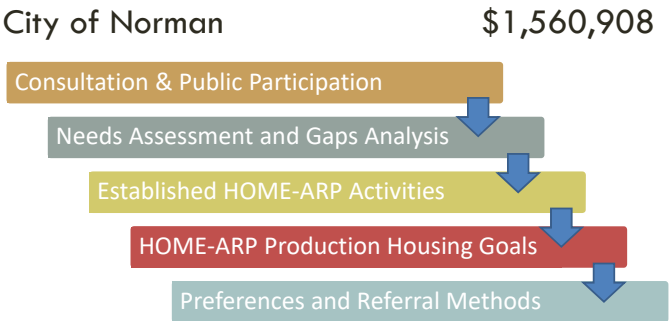 City of Norman $1,560,908
Consultation & Public Participation
Needs Assessment and Gaps Analysis
Established HOME-ARP Activities
HOME-ARP Production Housing Goals
Preferences and Referral Methods